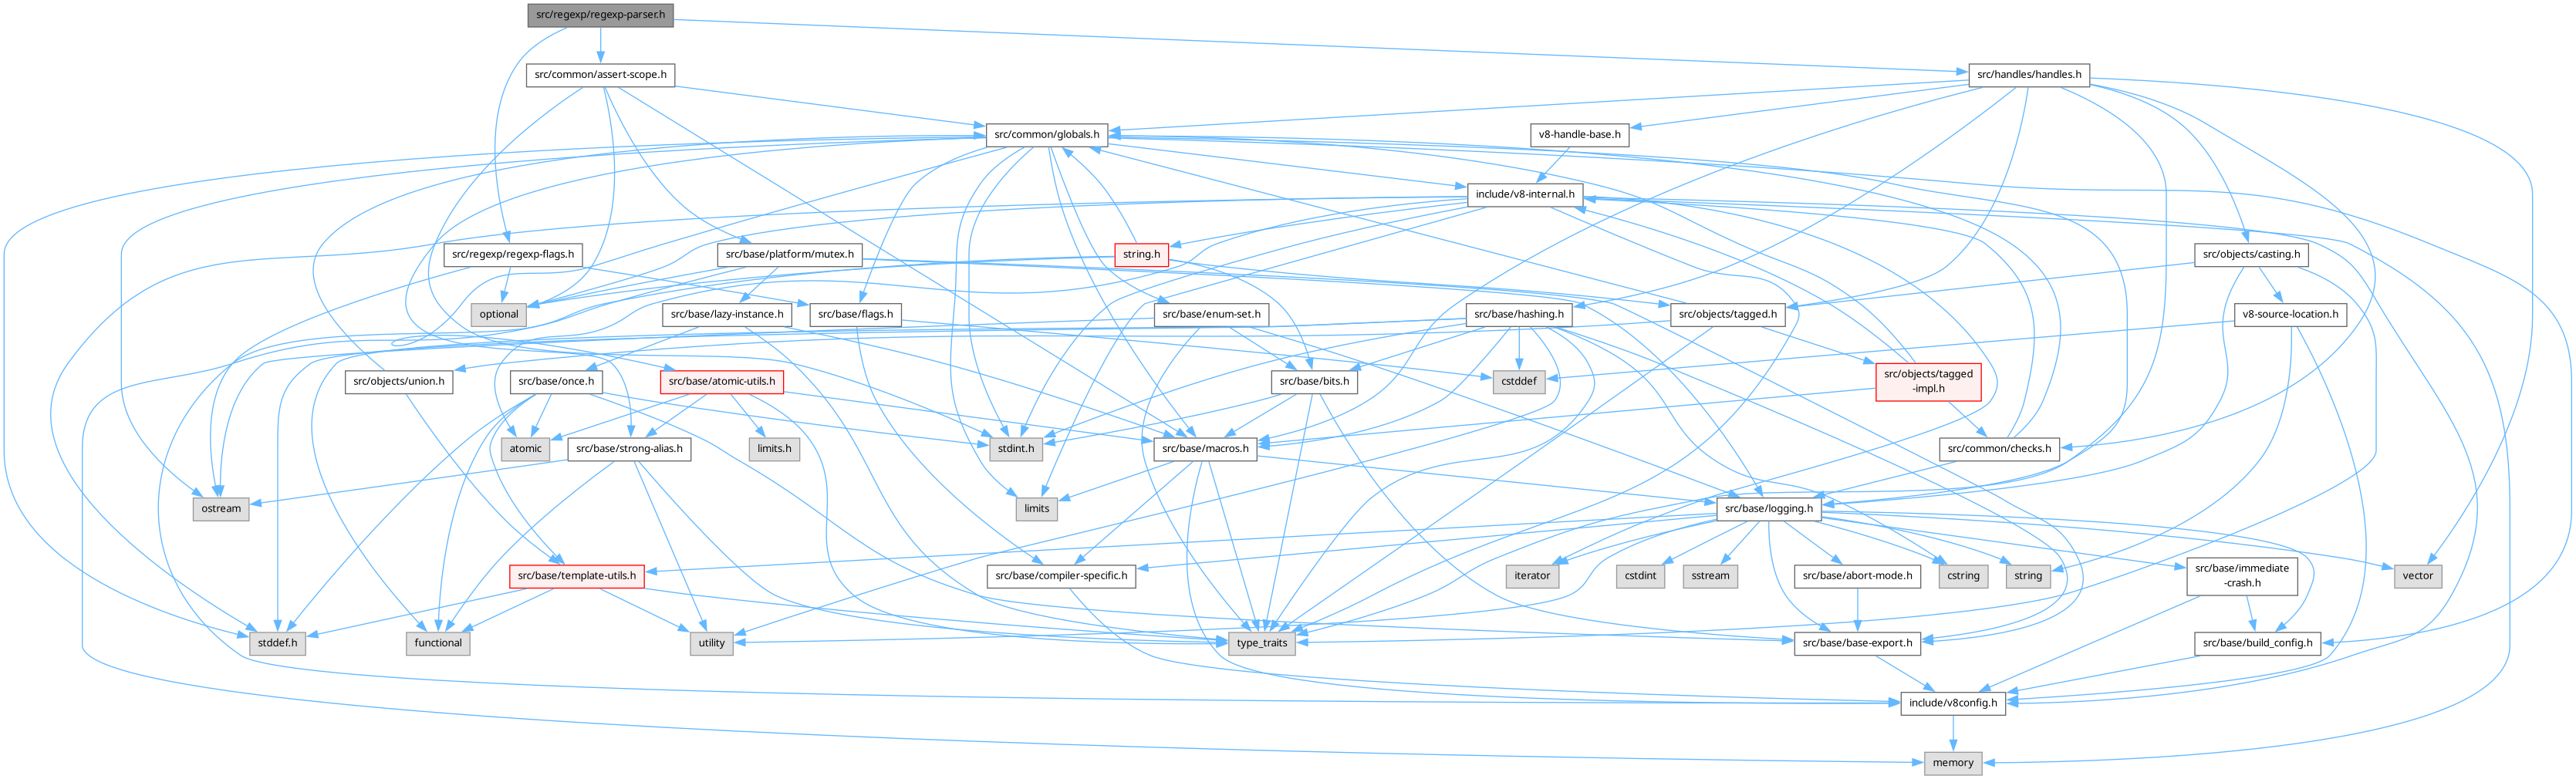 src/regexp/regexp-parser.h
src/common/assert-scope.h
src/handles/handles.h
src/common/globals.h
v8-handle-base.h
include/v8-internal.h
src/regexp/regexp-flags.h
src/base/platform/mutex.h
string.h
src/objects/casting.h
optional
src/base/lazy-instance.h
src/base/flags.h
src/base/enum-set.h
src/base/hashing.h
src/objects/tagged.h
v8-source-location.h
src/objects/union.h
src/base/once.h
src/base/atomic-utils.h
cstddef
src/base/bits.h
src/objects/tagged
-impl.h
atomic
src/base/strong-alias.h
limits.h
stdint.h
src/base/macros.h
src/common/checks.h
ostream
limits
src/base/logging.h
src/base/template-utils.h
src/base/compiler-specific.h
iterator
cstdint
sstream
src/base/abort-mode.h
cstring
string
src/base/immediate
-crash.h
vector
stddef.h
functional
utility
type_traits
src/base/base-export.h
src/base/build_config.h
include/v8config.h
memory